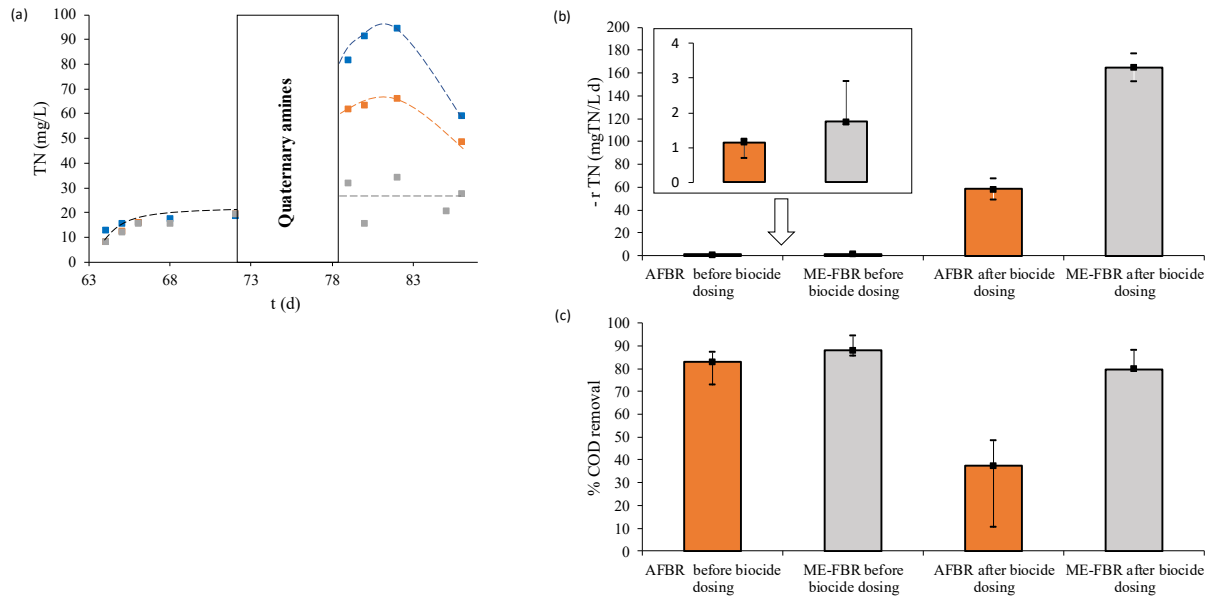 (a)
100
90
80
70
60
50
40
30
20
10
0
TN (mg/L)
Quaternary amines
63 68 73 78 83
t (d)
(b)
200
180
160
140
120
100
80
60
40
20
0
- r TN (mgTN/L d)
4
3
2
1
0
AFBR before biocide ME-FBR before AFBR after biocide ME-FBR after biocide
dosing biocide dosing dosing dosing
(c)
100
90
80
70
60
50
40
30
20
10
0
% COD removal
AFBR before biocide ME-FBR before AFBR after biocide ME-FBR after biocide
dosing biocide dosing dosing dosing